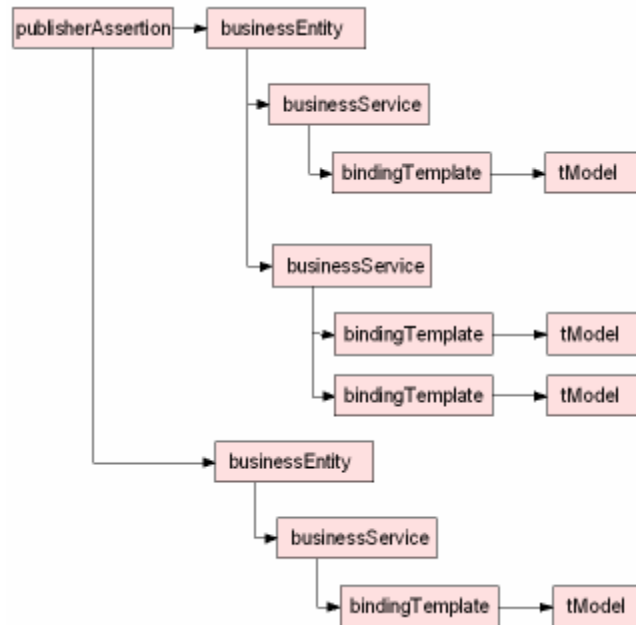 publisherAssertion businessEntity
businessService
bindingTemplate tModel
businessService
bindingTemplate tModel
bindingTemplate tModel
businessEntity
businessService
bindingTemplate tModel